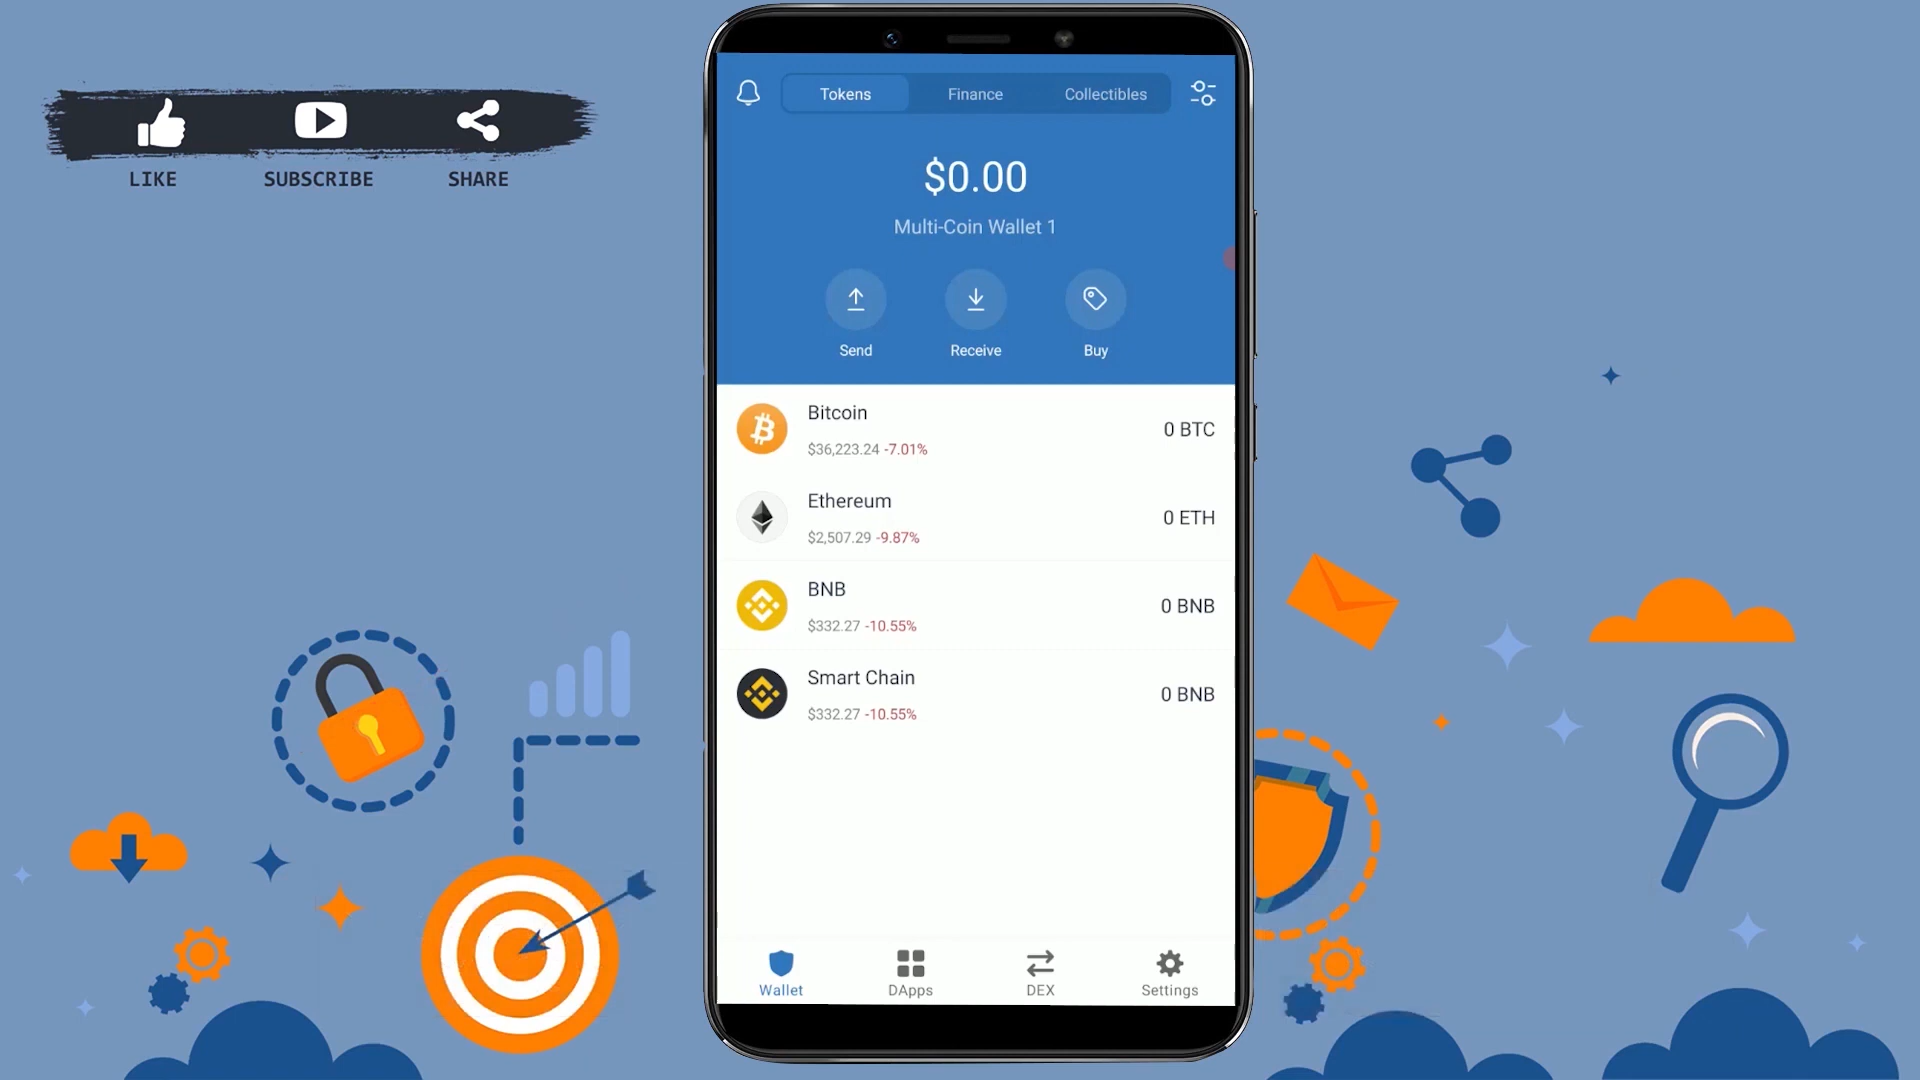 LIKE SUBSCRIBE SHARE
Tokens Finance Collectibles
$0.00
Multi-Coin Wallet 1
Send Receive Buy
Bitcoin
0 BTC
$36,223.24 -7.01%
Ethereum
0 ETH
$2,507.29 -9.87%
BNB
0 BNB
$332.27 -10.55%
Smart Chain
0 BNB
$332.27 -10.55%
Wallet DApps DEX Settings